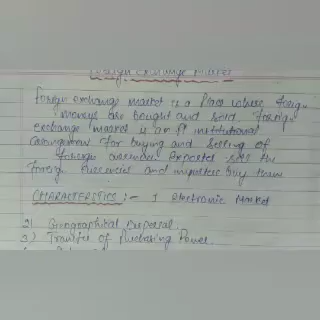 Foreign Exchange Market
Foreign exchange market is a place where foreign
moneys are bought and sold. Foreign
exchange market is an institutional
arrangement for buying and selling of
foreign currencies Exporter sell the
foreign currencies and importers buy them
CHARACTERISTICS :- 1 Electronic Market
2) Geographical Dispersal.
3) Transfer of Purchasing Power.